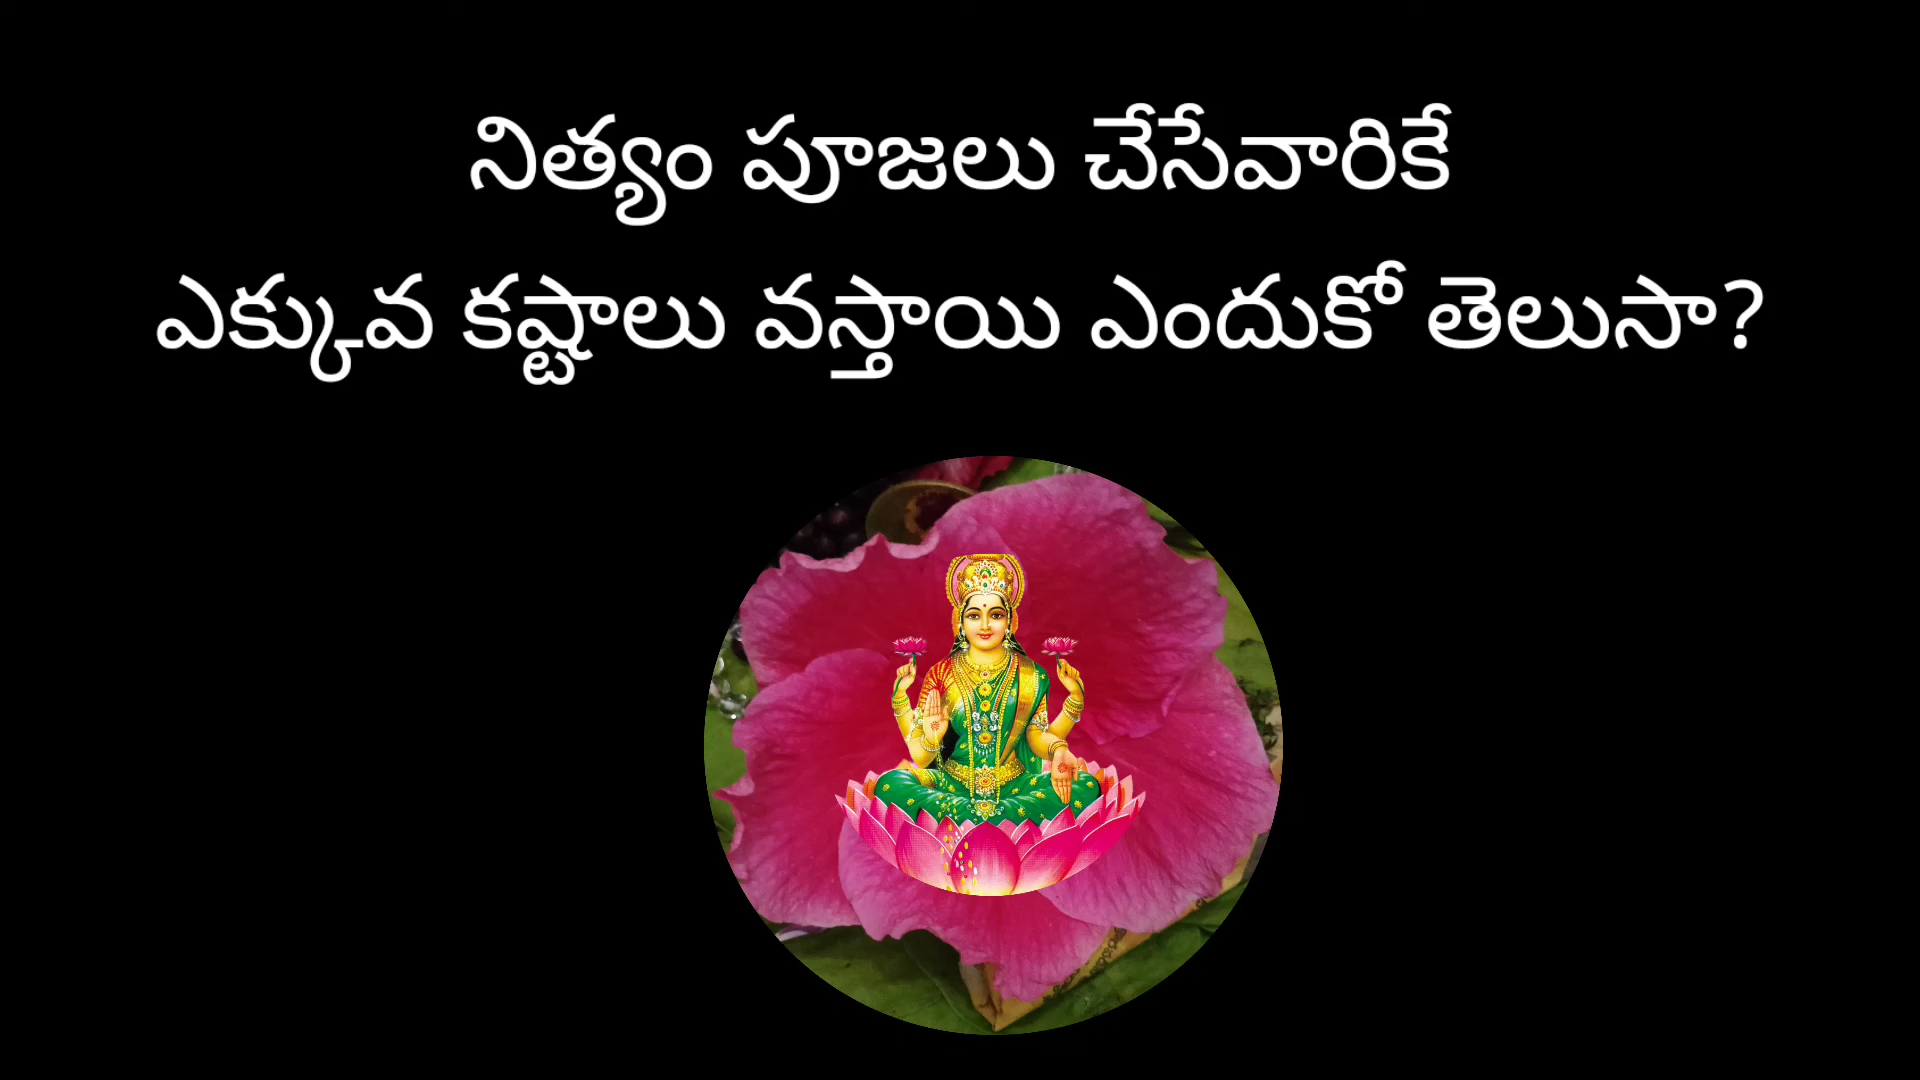 నిత్యం పూజలు చేసేవారికే
ఎక్కువ కష్టాలు వస్తాయి ఎందుకో తెలుసా?